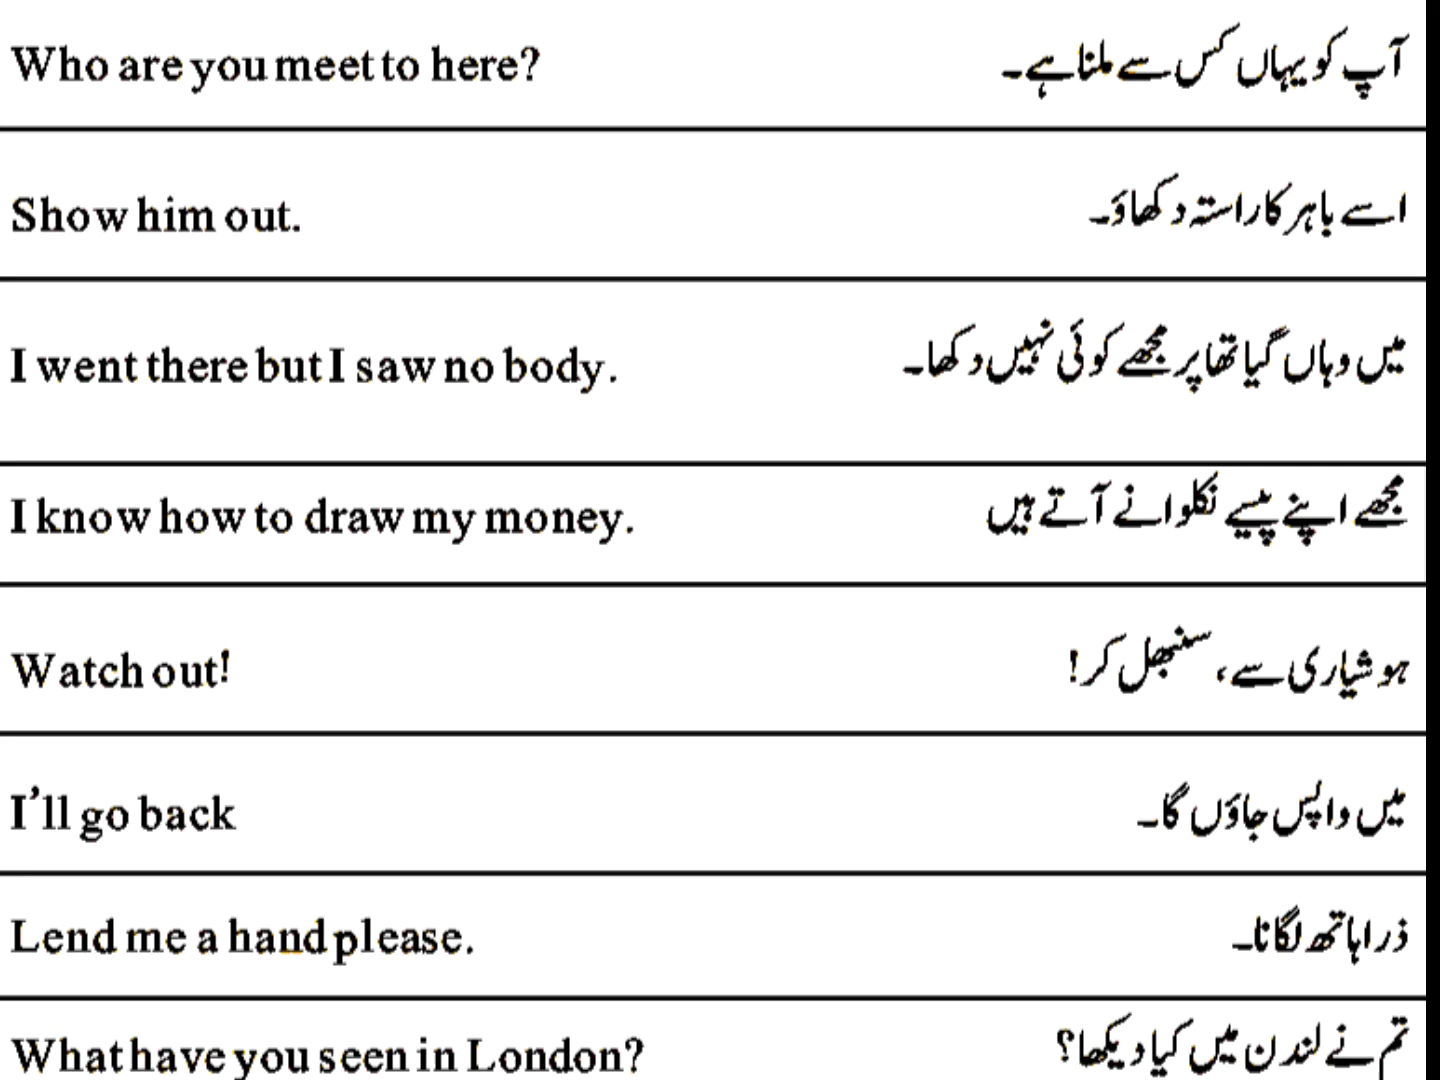 Who are you meet to here? آپ کو یہاں کس سے ملنا ہے۔
Show him out. اسے باہر کا راستہ دکھاؤ۔
I went there but I saw no body. میں وہاں گیا تھا پر مجھے کوئی نہیں دکھا۔
I know how to draw my money. مجھے اپنے پیسے نکلوانے آتے ہیں
Watch out! ہوشیاری سے، سنبھل کر!
I'll go back میں واپس جاؤں گا۔
Lend me a hand please. ذرا ہاتھ لگانا۔
What have you seen in London? تم نے لندن میں کیا دیکھا؟